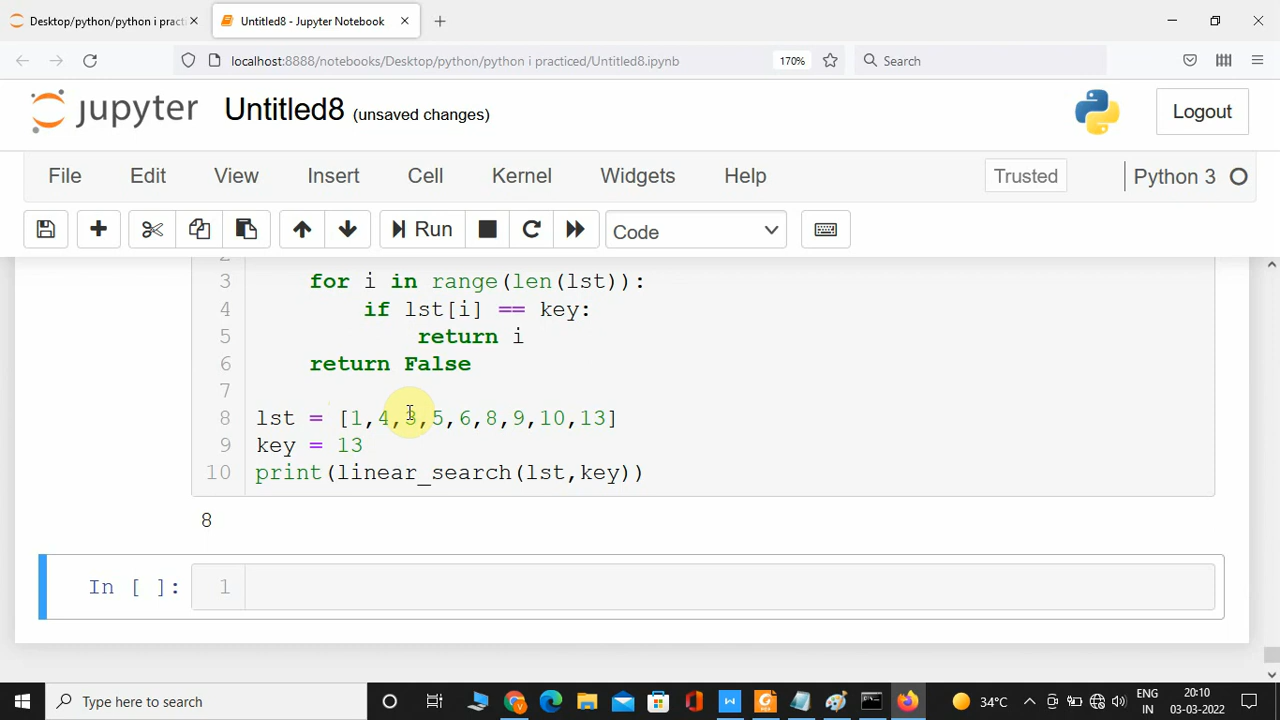 Desktop/python/python i practi
Untitled8 - Jupyter Notebook
localhost:8888/notebooks/Desktop/python/python i practiced/Untitled8.ipynb
170%
Search
jupyter
Untitled8 (unsaved changes)
Logout
File Edit View Insert Cell Kernel Widgets Help
Trusted
Python 3
Run
Code
3 for i in range(len(lst)):
4 if lst[i] == key:
5 return i
6 return False
7
8 lst = [1,4,3,5,6,8,9,10,13]
9 key = 13
10 print(linear_search(lst,key))
8
In [ ]: 1
Type here to search
34°C
ENG
IN
20:10
03-03-2022